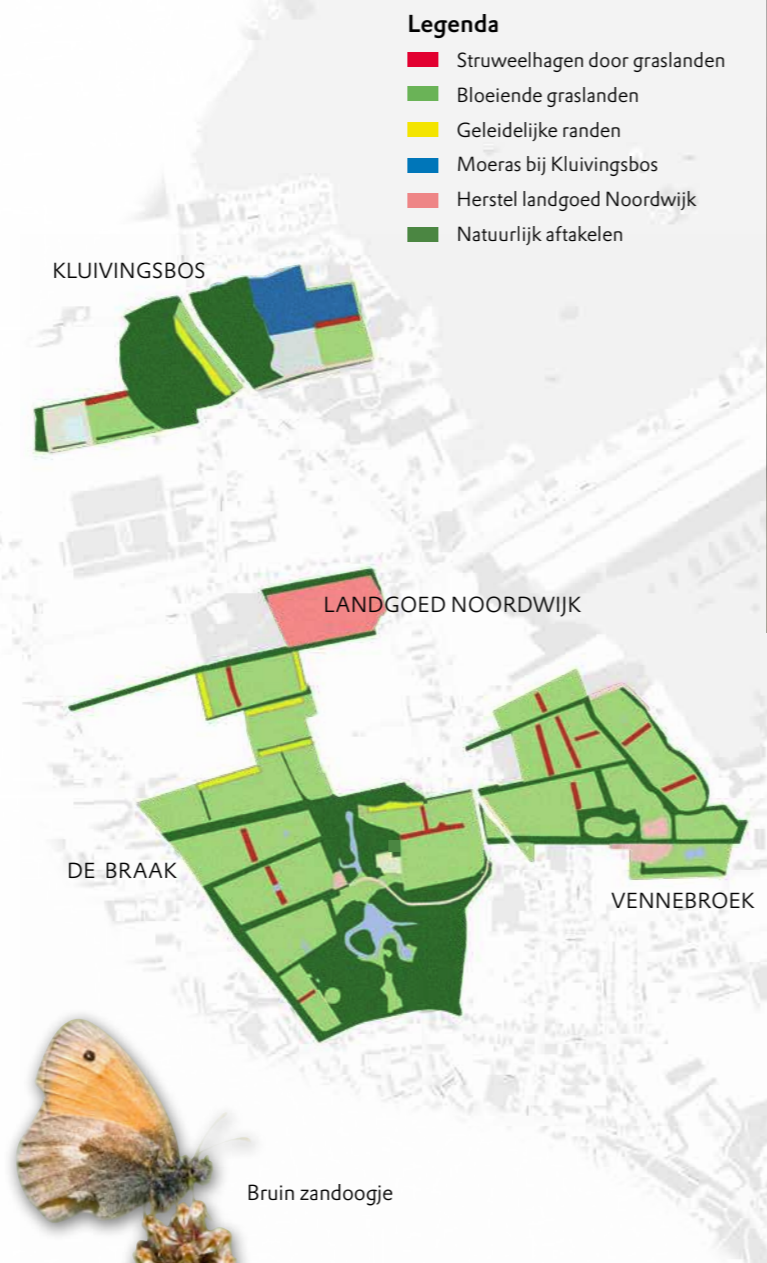 Legenda
Struweelhagen door graslanden
Bloeiende graslanden
Geleidelijke randen
Moeras bij Kluivingsbos
Herstel landgoed Noordwijk
Natuurlijk aftakelen
KLUIVINGSBOS
LANDGOED NOORDWIJK
DE BRAAK
VENNEBROEK
Bruin zandoogje